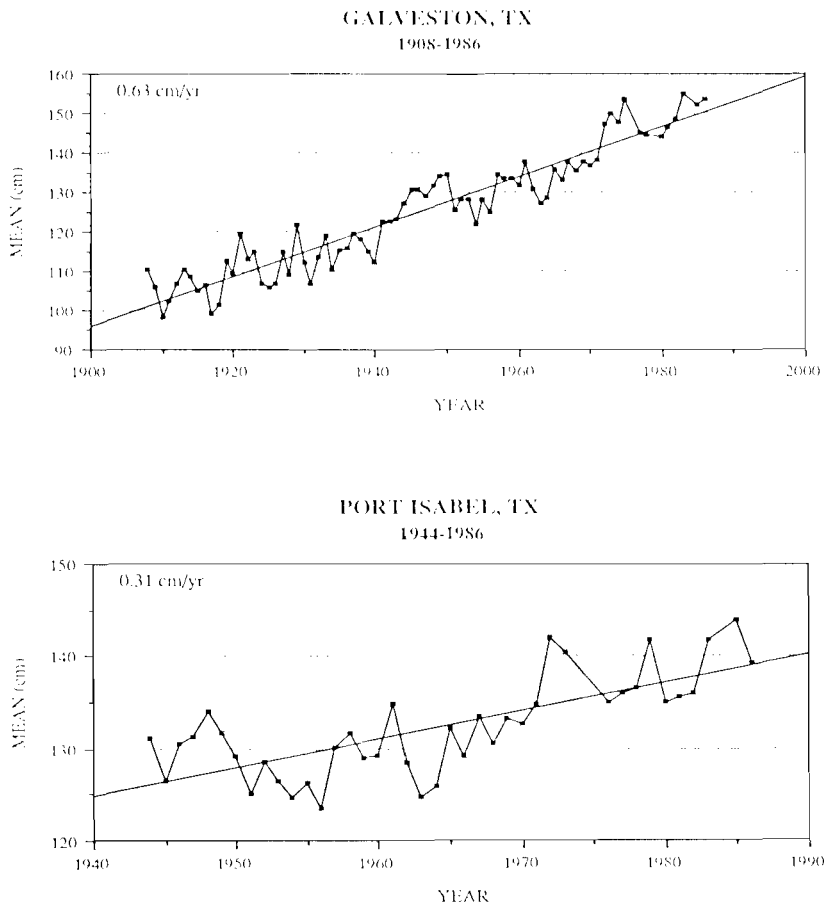 GALVESTON, TX
1908-1986
160
150
140
130
120
110
100
90
0.63 cm/yr
MEAN (cm)
1900 1920 1940 1960 1980 2000
YEAR
PORT ISABEL, TX
1944-1986
150
140
130
120
0.31 cm/yr
MEAN (cm)
1940 1950 1960 1970 1980 1990
YEAR